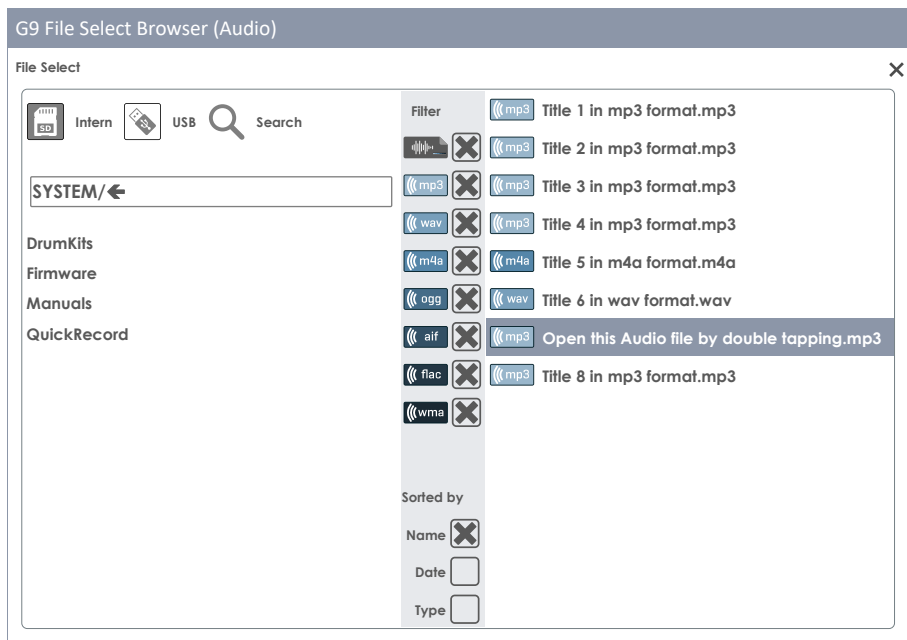 G9 File Select Browser (Audio)
File Select
SD Intern USB Search
SYSTEM/
DrumKits
Firmware
Manuals
QuickRecord
Filter
mp3
wav
m4a
ogg
aif
flac
wma
Sorted by
Name
Date
Type
mp3 Title 1 in mp3 format.mp3
mp3 Title 2 in mp3 format.mp3
mp3 Title 3 in mp3 format.mp3
mp3 Title 4 in mp3 format.mp3
m4a Title 5 in m4a format.m4a
wav Title 6 in wav format.wav
mp3 Open this Audio file by double tapping.mp3
mp3 Title 8 in mp3 format.mp3